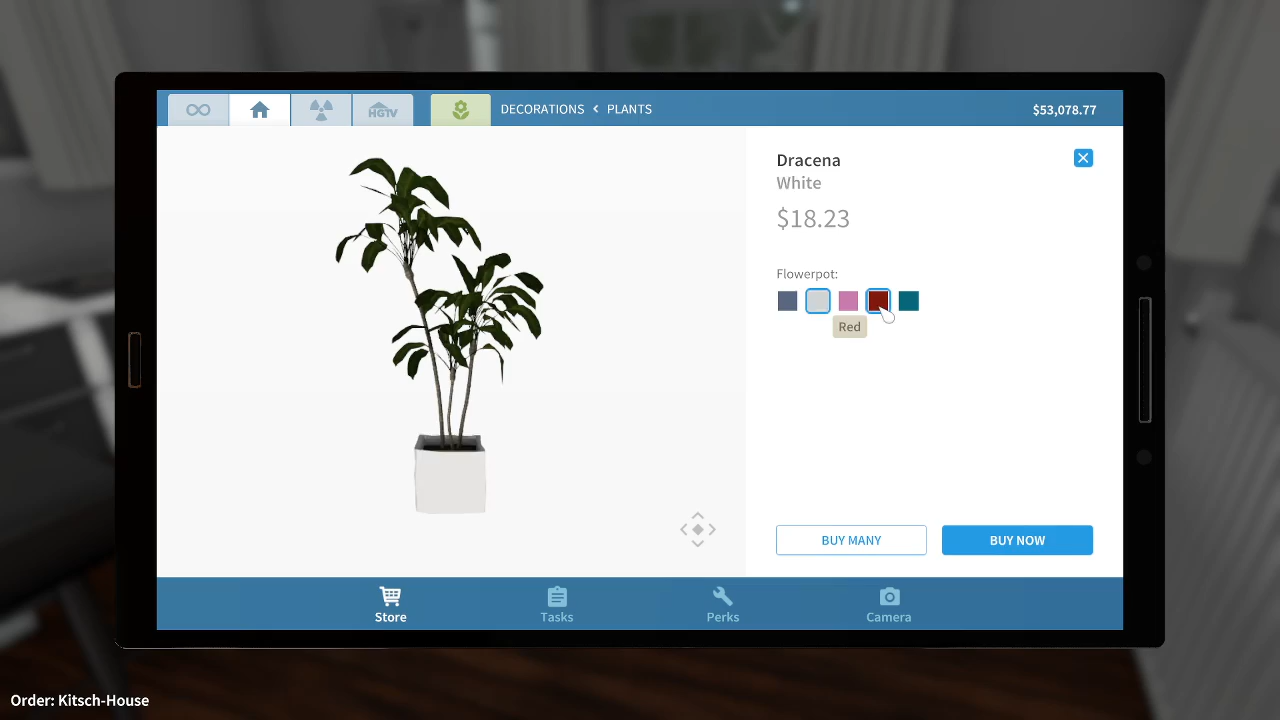 HGTV
DECORATIONS < PLANTS
$53,078.77
Dracena
White
$18.23
Flowerpot:
Red
BUY MANY
BUY NOW
Store
Tasks
Perks
Camera
Order: Kitsch-House